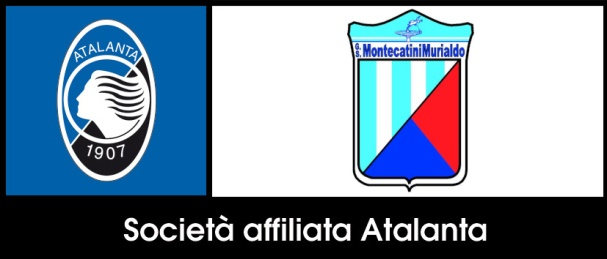 ATALANTA
1907
G.S. MontecatiniMurialdo
Società affiliata Atalanta